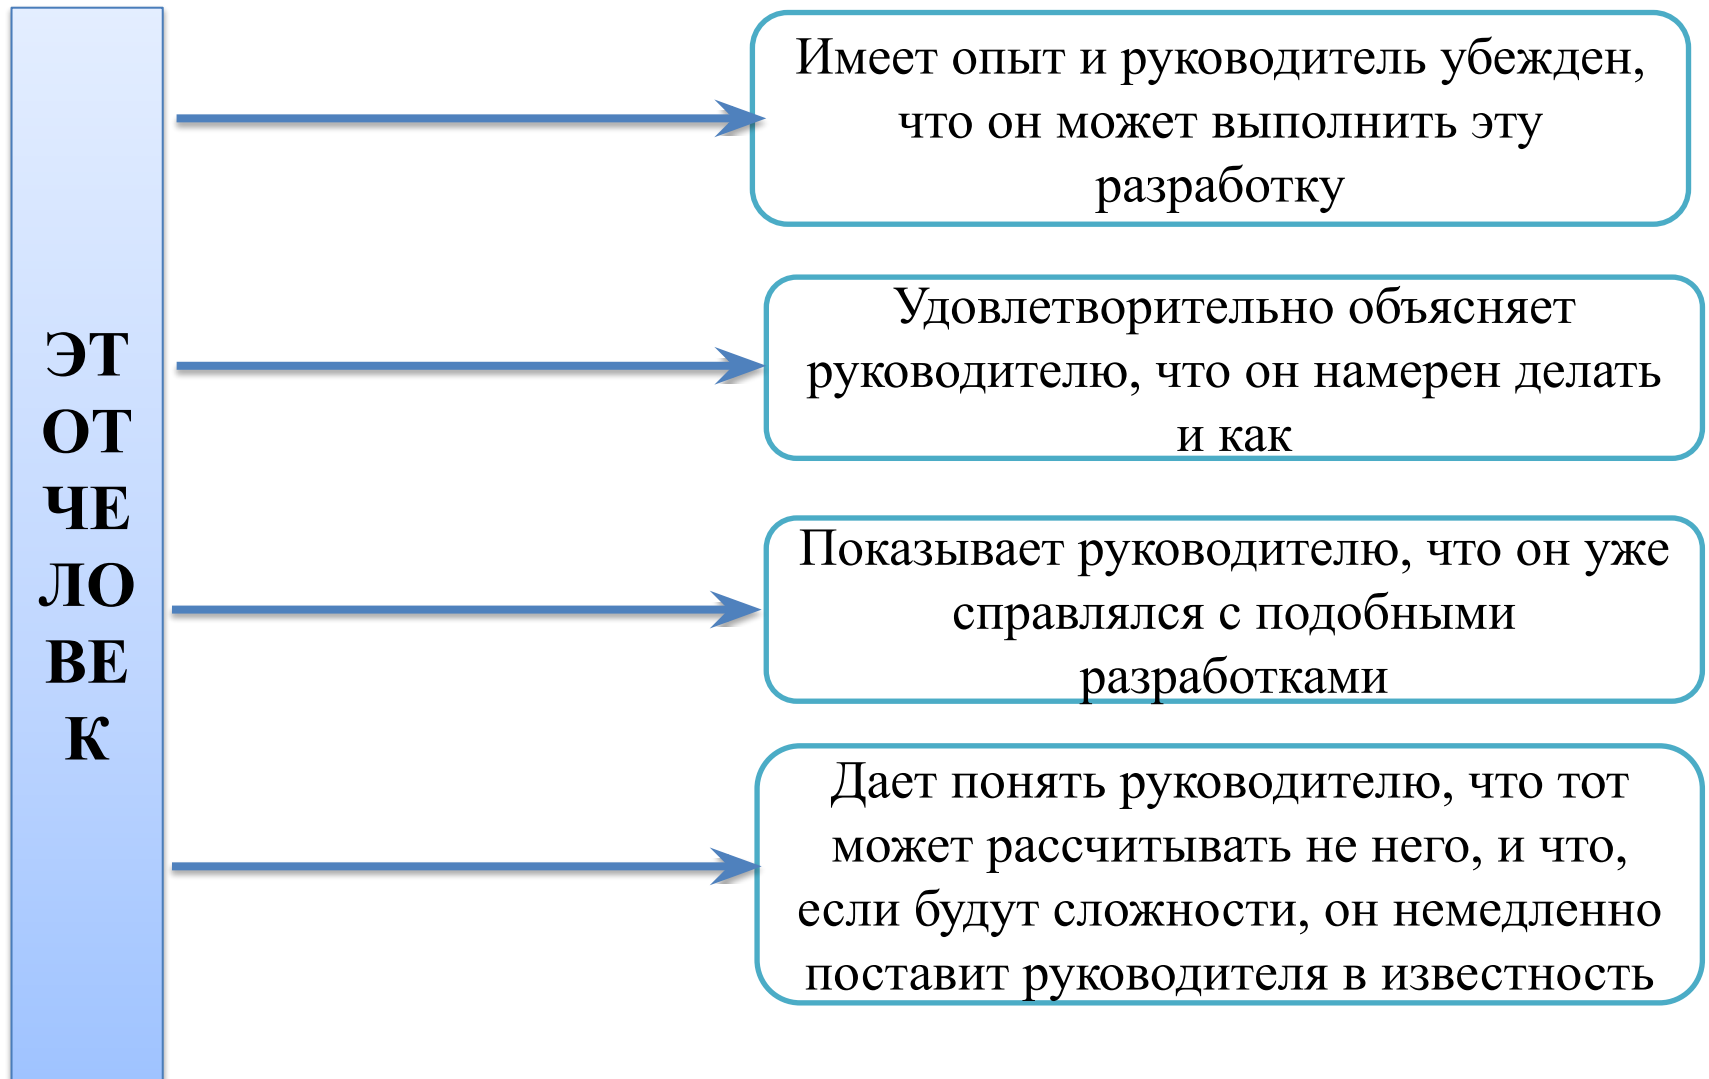 ЭТ
ОТ
ЧЕ
ЛО
ВЕ
К
Имеет опыт и руководитель убежден,
что он может выполнить эту
разработку
Удовлетворительно объясняет
руководителю, что он намерен делать
и как
Показывает руководителю, что он уже
справлялся с подобными
разработками
Дает понять руководителю, что тот
может рассчитывать не него, и что,
если будут сложности, он немедленно
поставит руководителя в известность